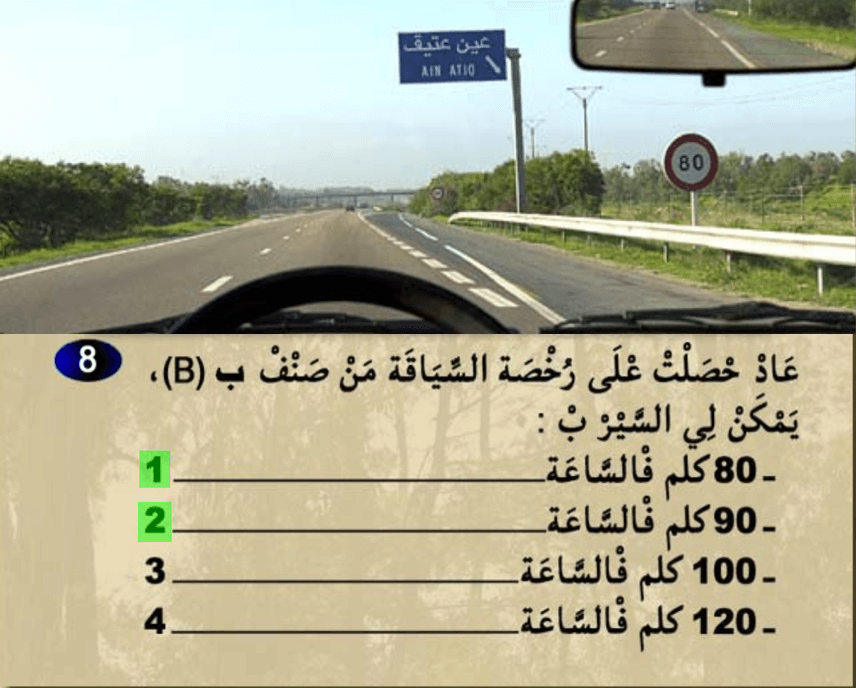 عين عتيق
AIN ATIQ
80
8
عَادْ حْصَلْتْ عْلَى رُخْصَة السِّيَاقَة مَنْ صَنْفْ ب (B)،
يَمْكَنْ لِي السَّيْرْ بْ :
ـ 80 كلم فْالسَّاعَة 1
ـ 90 كلم فْالسَّاعَة 2
ـ 100 كلم فْالسَّاعَة 3
ـ 120 كلم فْالسَّاعَة 4